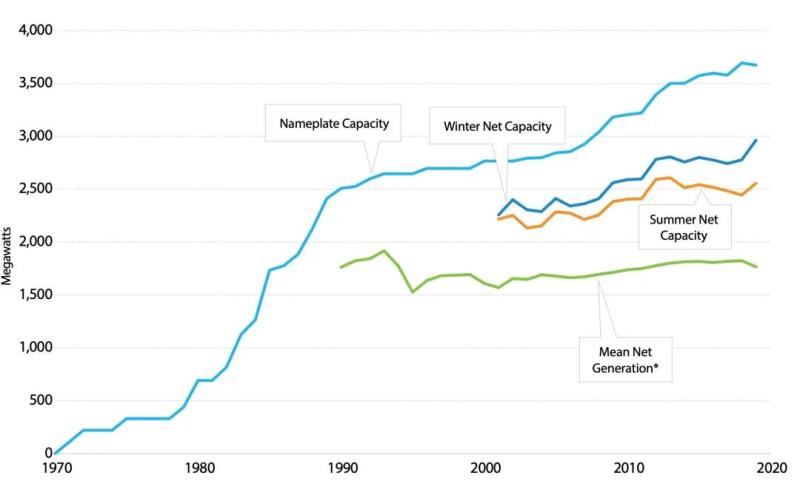 4,000
3,500
3,000
2,500
2,000
1,500
1,000
500
0
Megawatts
Nameplate Capacity
Winter Net Capacity
Summer Net
Capacity
Mean Net
Generation*
1970
1980
1990
2000
2010
2020